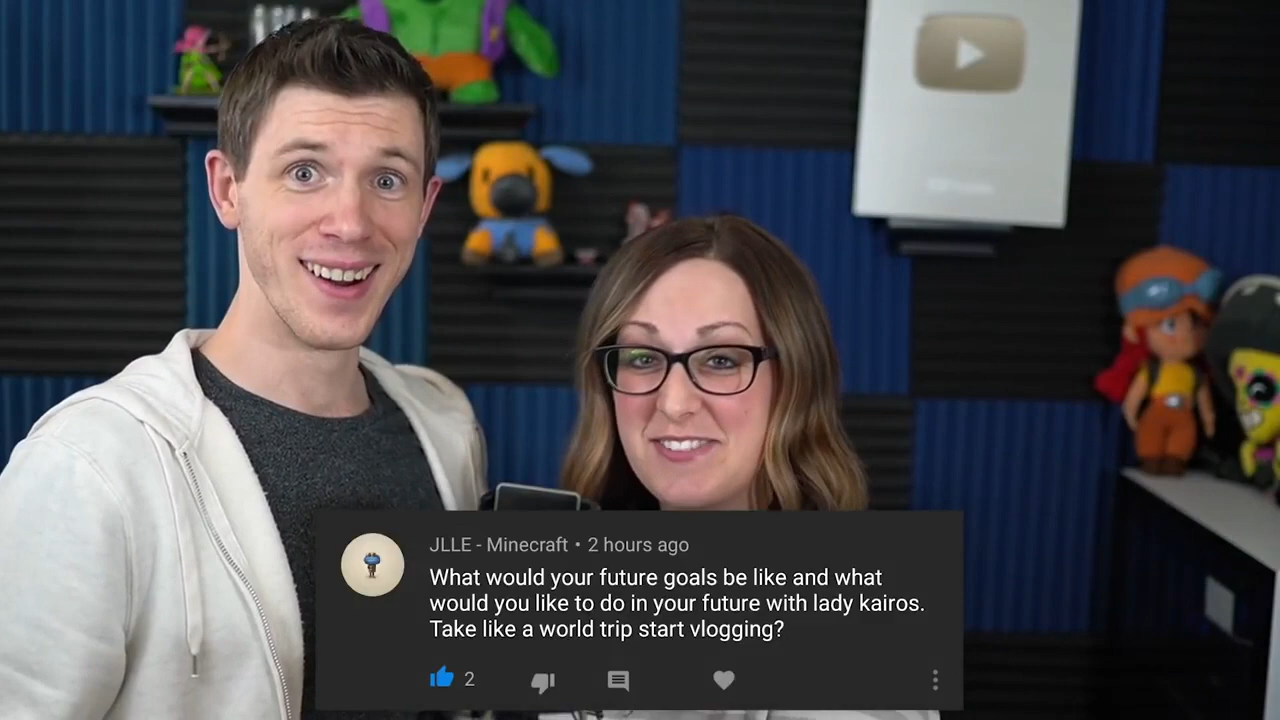 JLLE - Minecraft • 2 hours ago
What would your future goals be like and what
would you like to do in your future with lady kairos.
Take like a world trip start vlogging?
2